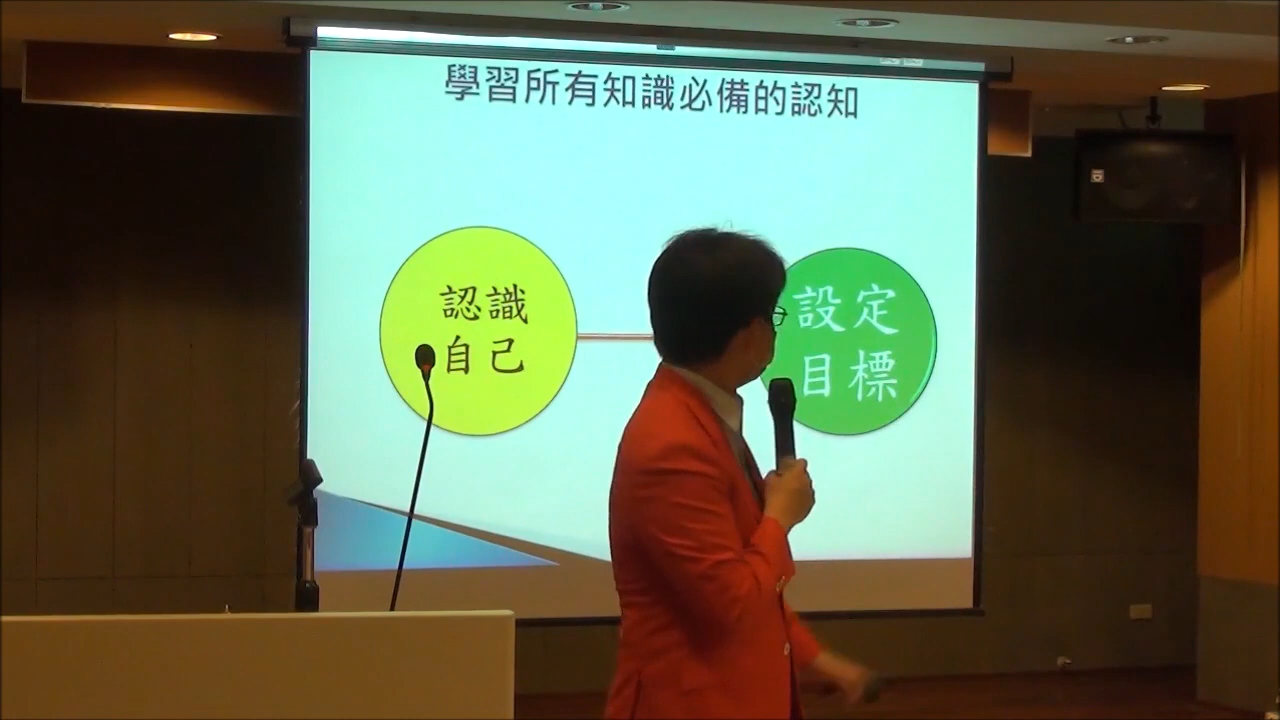 學習所有知識必備的認知
認識
自己
設定
目標